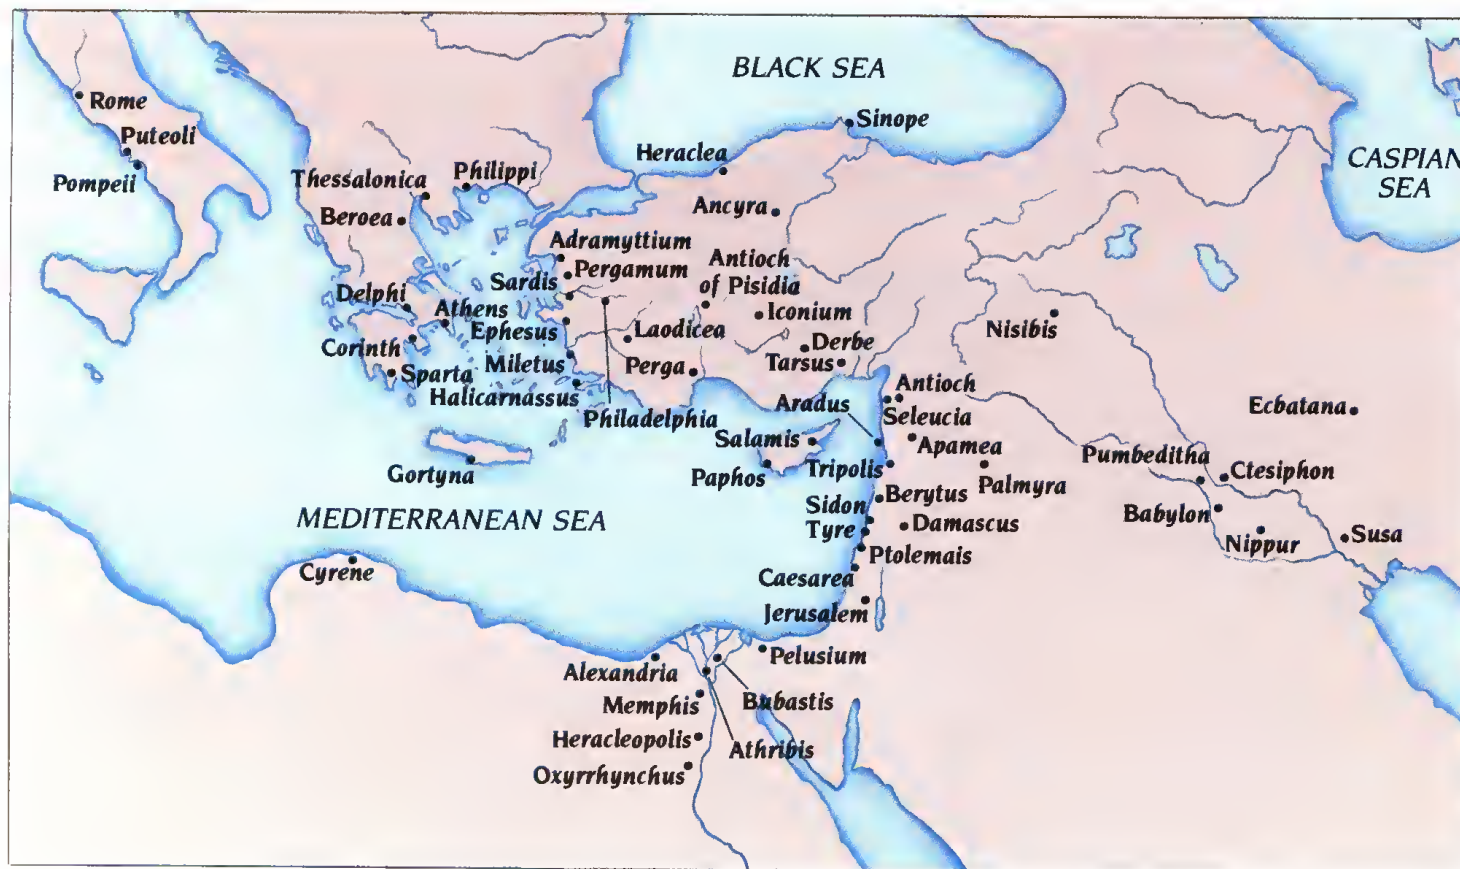 BLACK SEA
Rome
Sinope
Puteoli
Heraclea
CASPIAN
SEA
Pompeii
Thessalonica
Philippi
Beroea
Ancyra
Adramyttium
Antioch
of Pisidia
Pergamum
Sardis
Delphi
Athens
Iconium
Ephesus
Laodicea
Nisibis
Corinth
Derbe
Miletus
Tarsus
Sparta
Perga
Halicarnassus
Antioch
Aradus
Seleucia
Ecbatana
Philadelphia
Salamis
Apamea
Pumbeditha
Gortyna
Paphos
Tripolis
Ctesiphon
Palmyra
Berytus
Sidon
Babylon
MEDITERRANEAN SEA
Tyre
Damascus
Susa
Nippur
Ptolemais
Cyrene
Caesarea
Jerusalem
Pelusium
Alexandria
Bubastis
Memphis
Heracleopolis
Athribis
Oxyrrhynchus